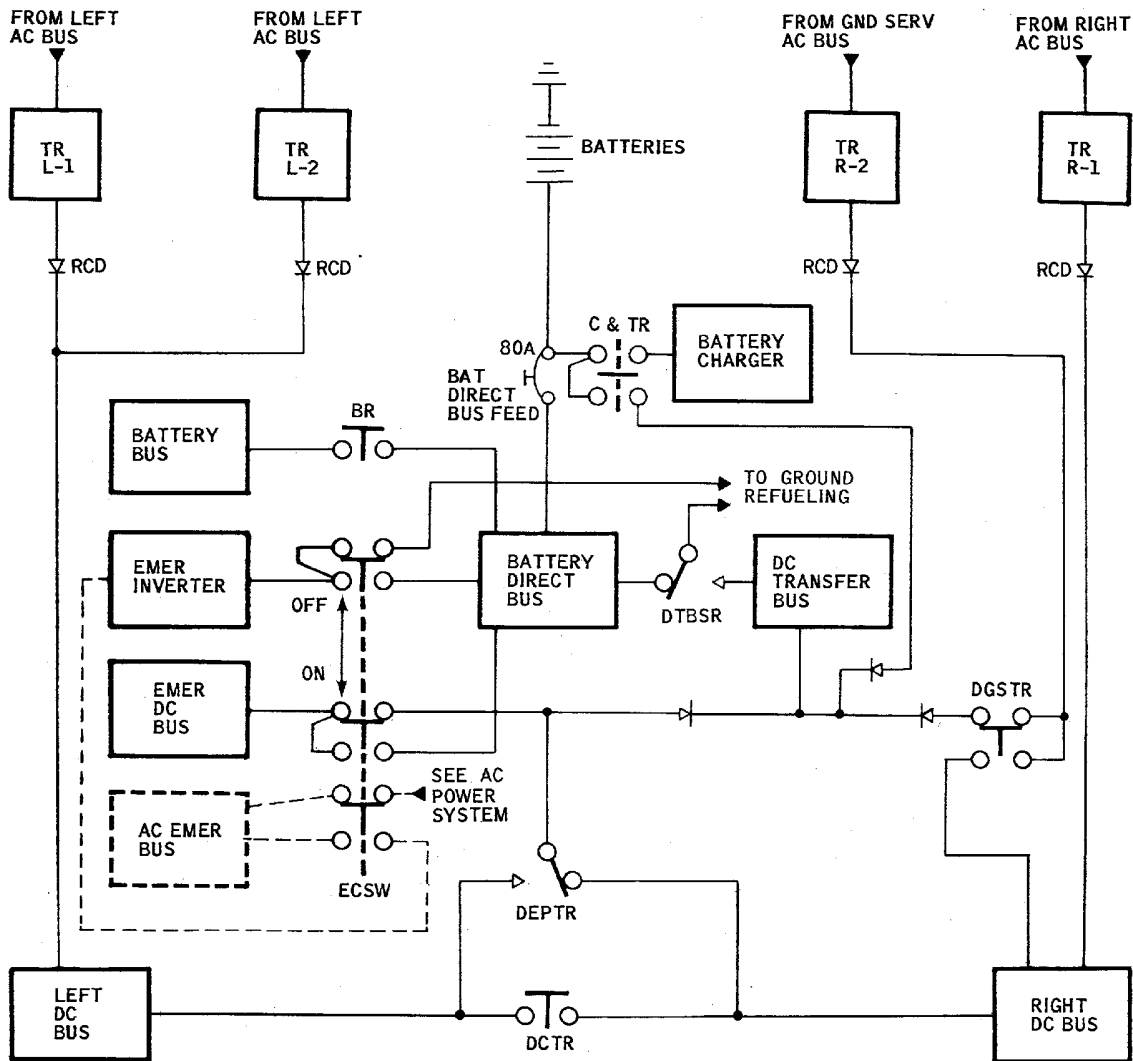 FROM LEFT
AC BUS
FROM LEFT
AC BUS
FROM GND SERV
AC BUS
FROM RIGHT
AC BUS
TR
L-1
TR
L-2
BATTERIES
TR
R-2
TR
R-1
RCD
RCD
RCD
RCD
C & TR
80A
BAT
DIRECT
BUS FEED
BATTERY
CHARGER
BATTERY
BUS
BR
TO GROUND
REFUELING
EMER
INVERTER
OFF
BATTERY
DIRECT
BUS
DTBSR
DC
TRANSFER
BUS
ON
EMER
DC
BUS
DGSTR
SEE AC
POWER
SYSTEM
AC EMER
BUS
ECSW
DEPTR
LEFT
DC
BUS
DCTR
RIGHT
DC BUS